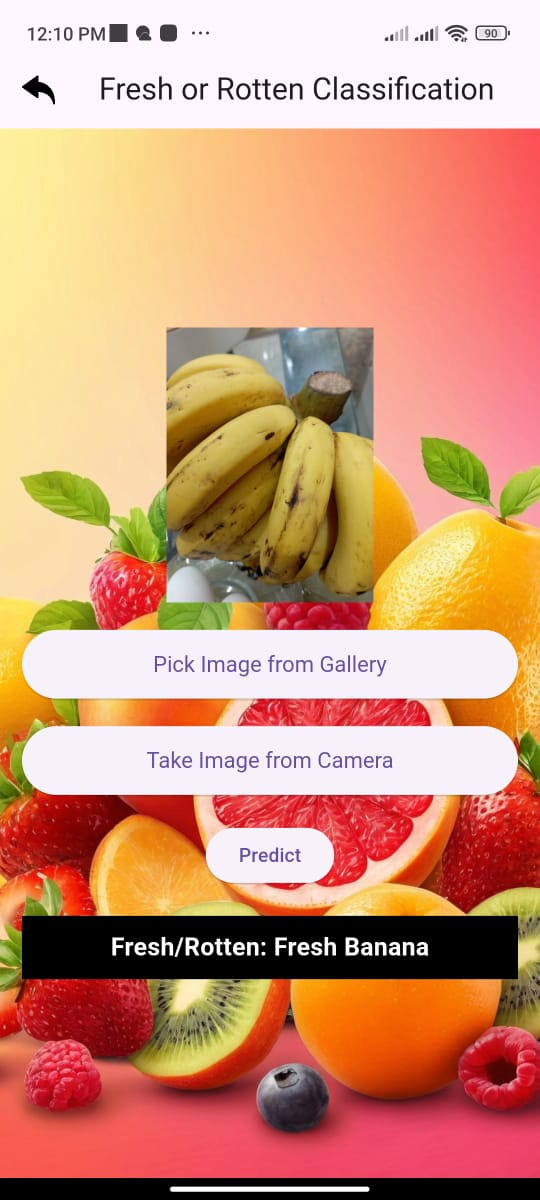 12:10 PM
90
Fresh or Rotten Classification
Pick Image from Gallery
Take Image from Camera
Predict
Fresh/Rotten: Fresh Banana